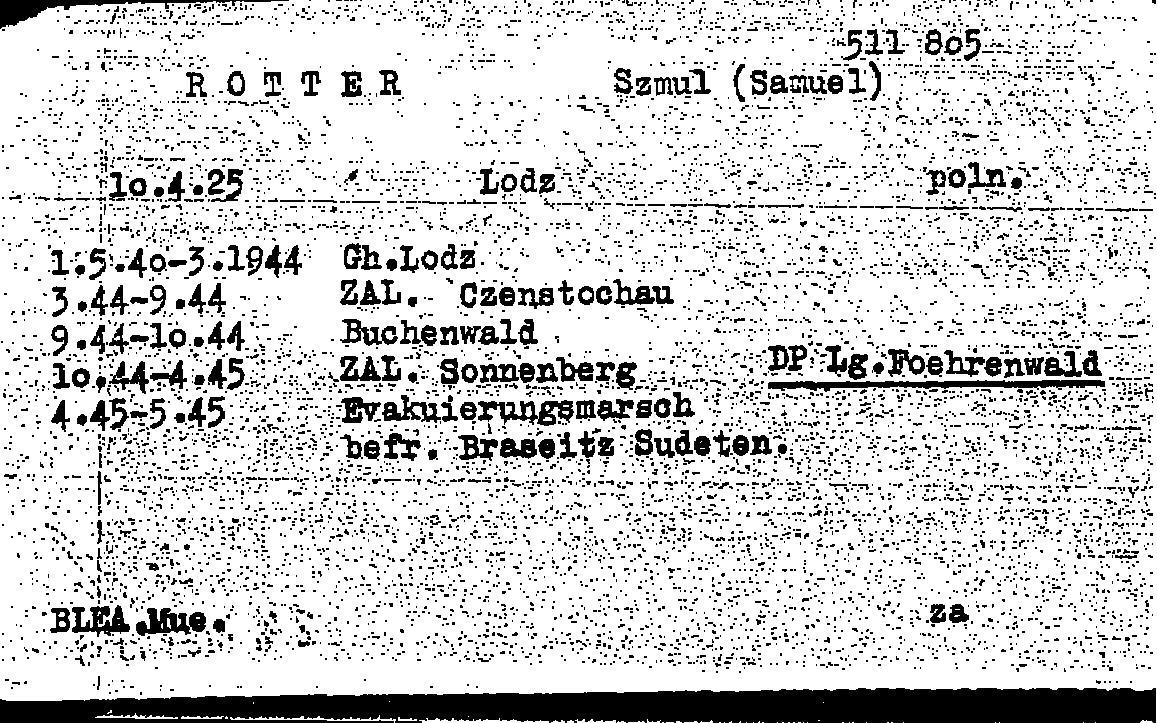 511 8o5
R O T T E R Szmul (Samuel)
1o.4.25 Lodz poln.
1.5.4o-3.1944 Gh.Lodz
3.44-9.44 ZAL. Czenstochau
9.44-1o.44 Buchenwald
1o.44-4.45 ZAL. Sonnenberg DP Lg.Foehrenwald
4.45-5.45 Evakuierungsmarsch
befr. Braseitz Sudeten.
BLEA.Mue. za